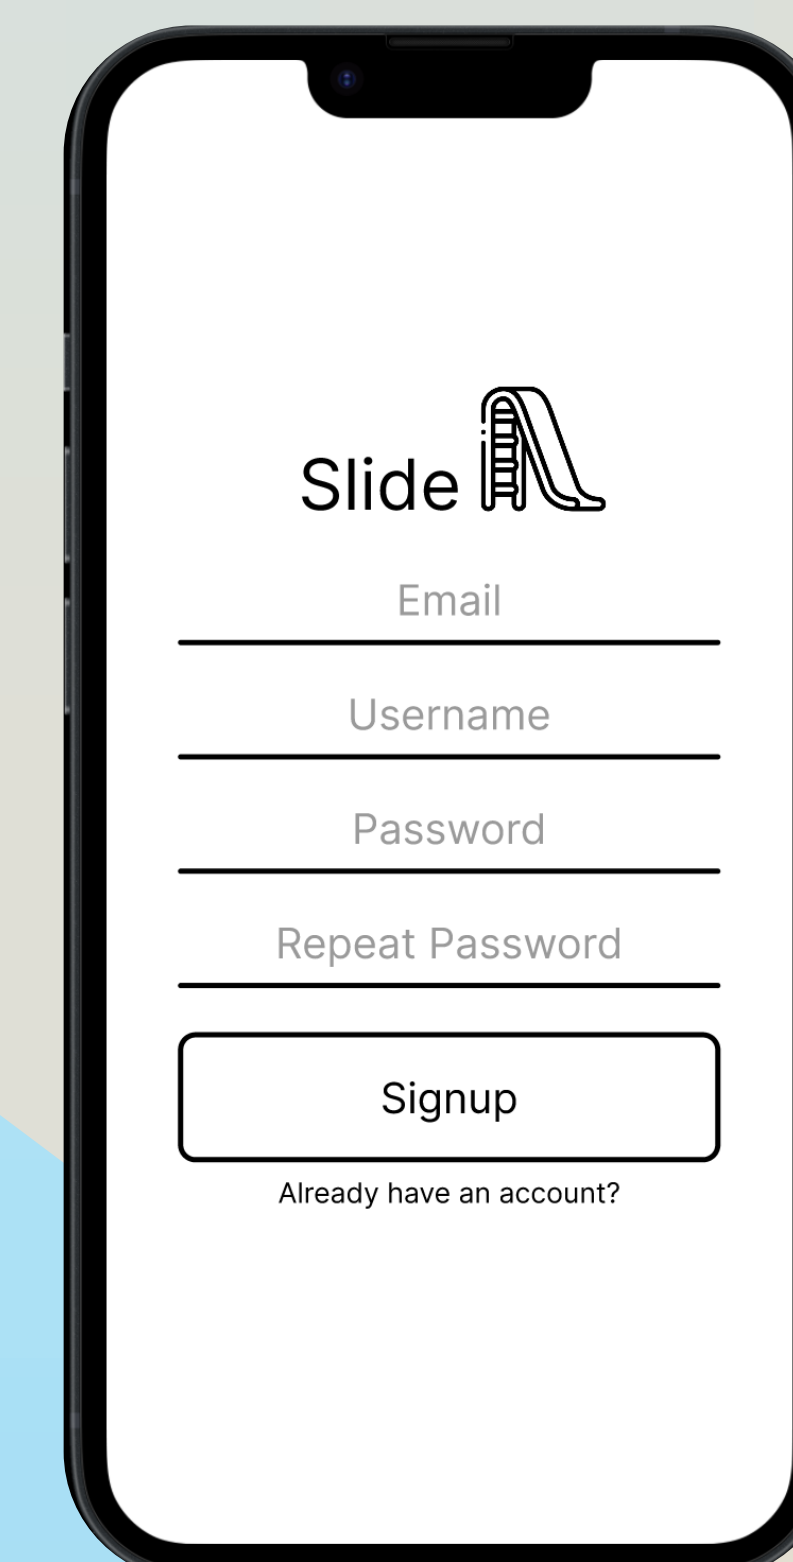 Slide
Email
Username
Password
Repeat Password
Signup
Already have an account?